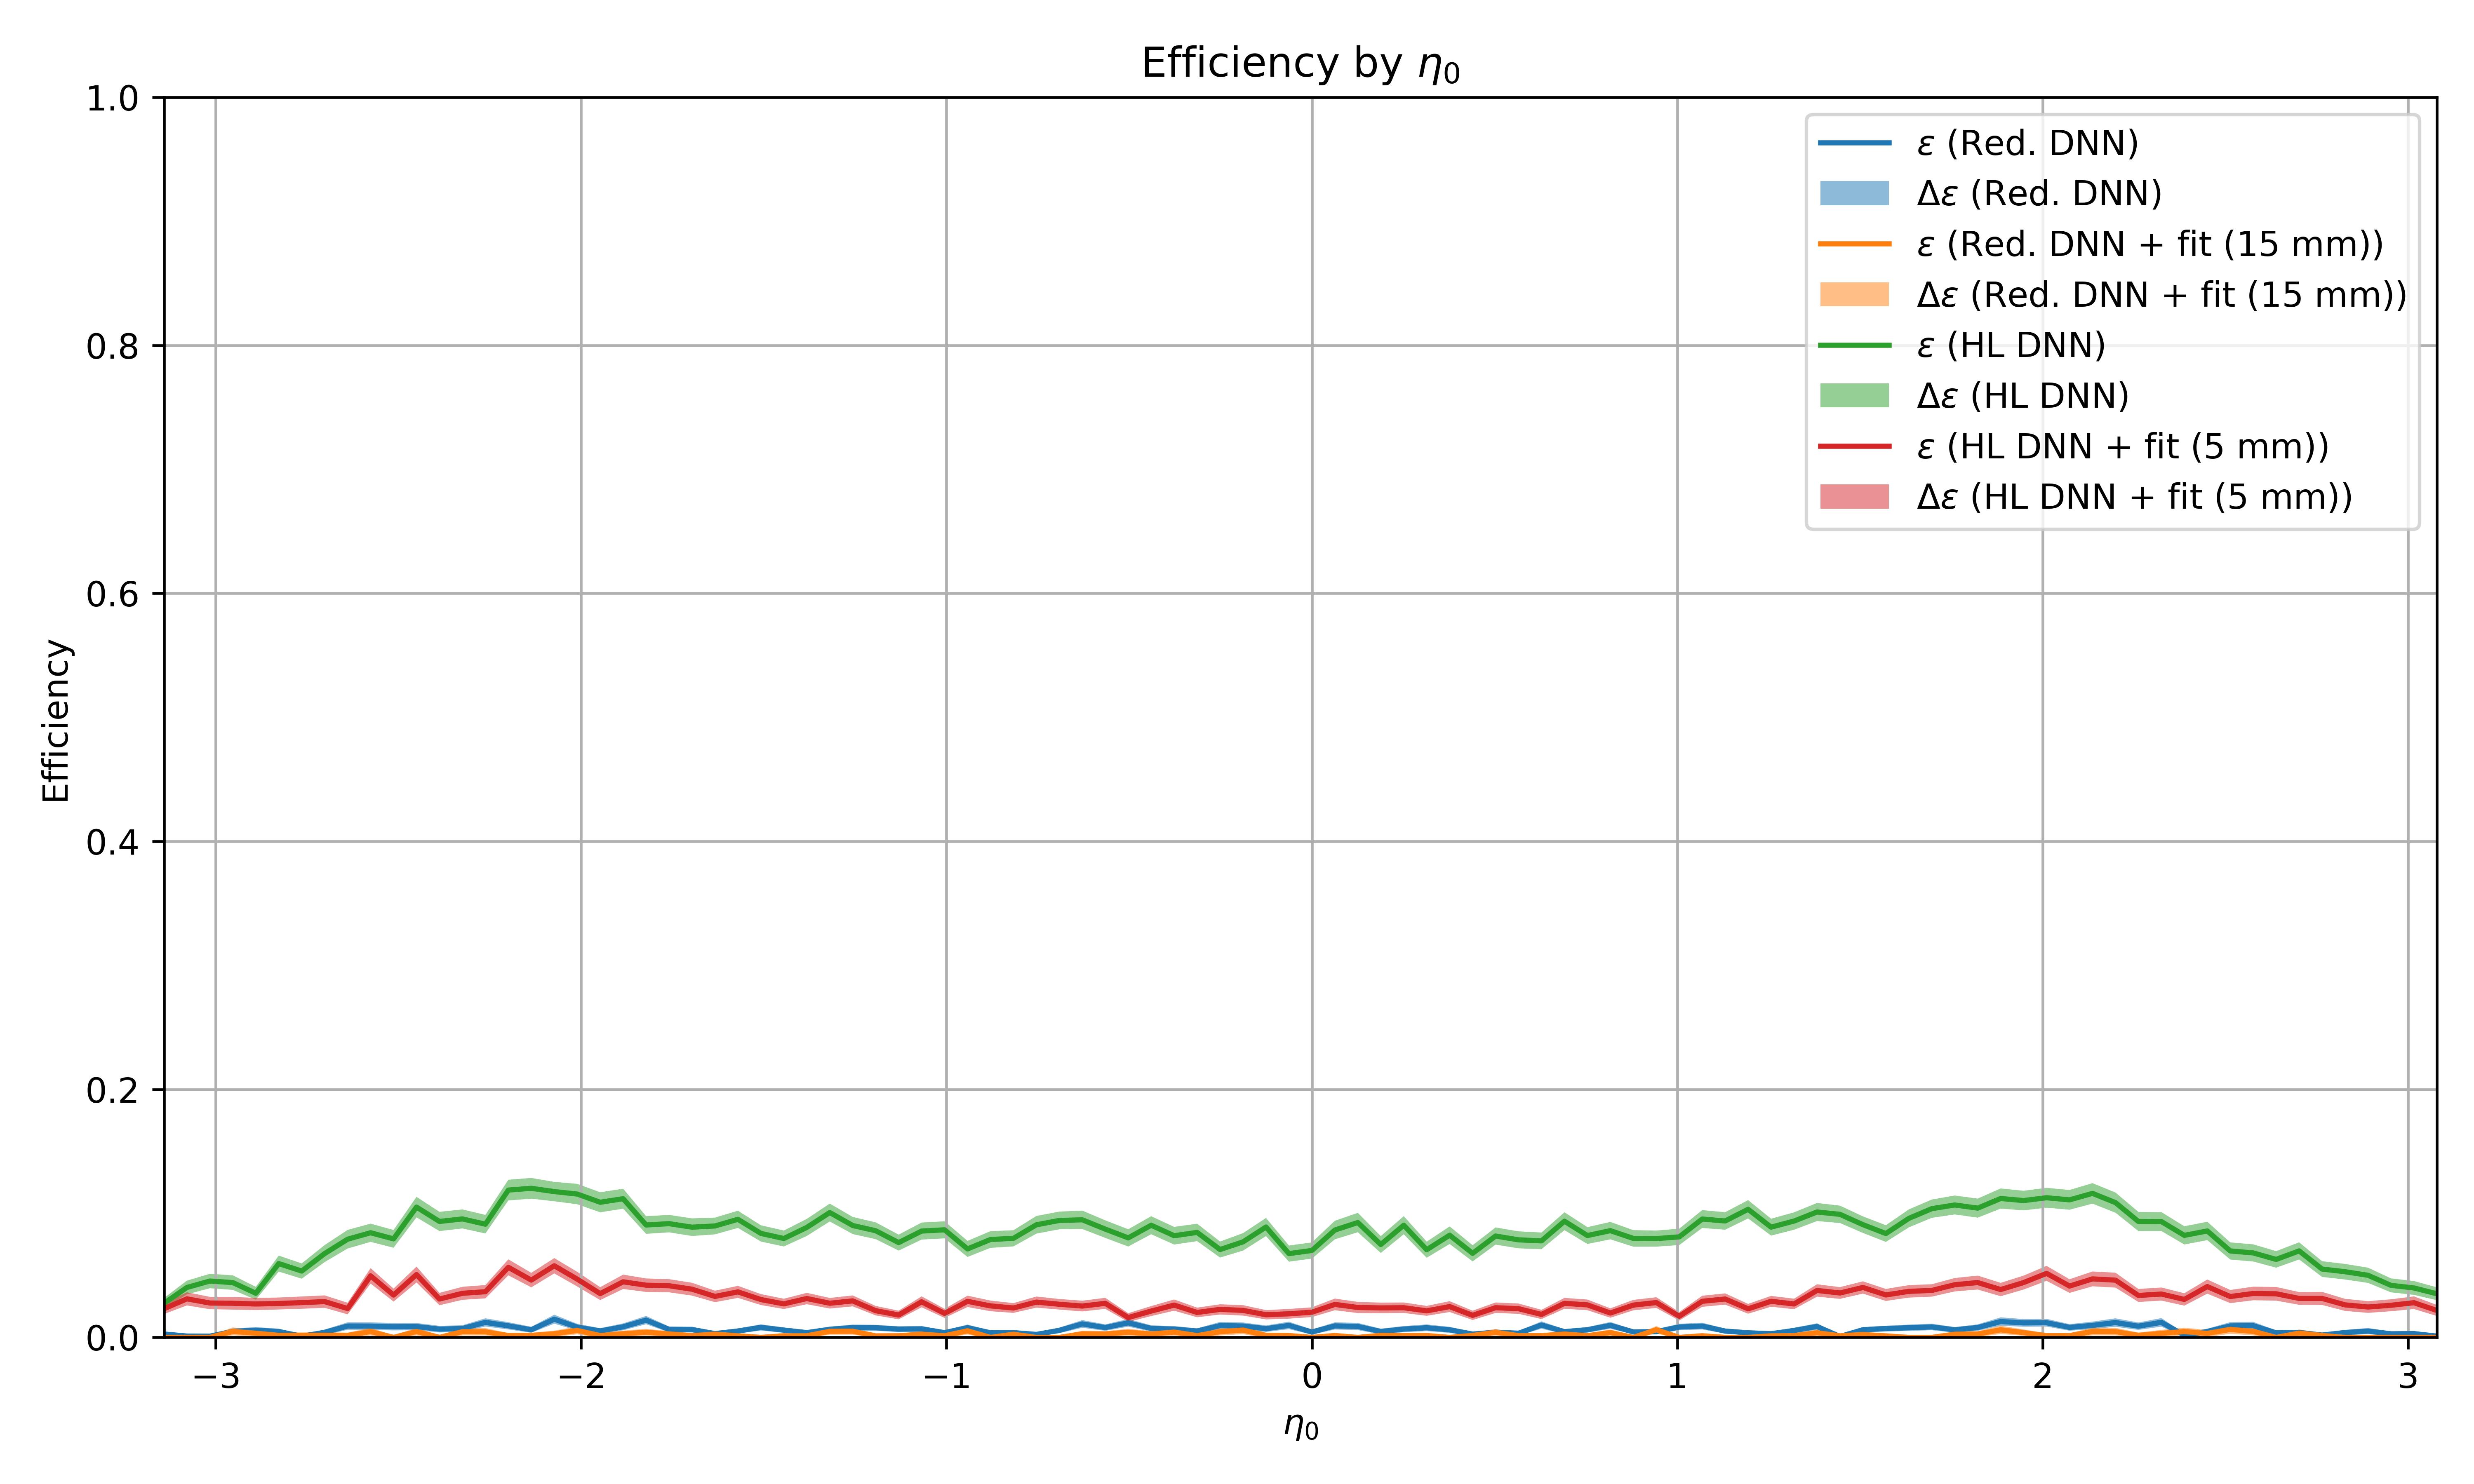 Efficiency by η₀
1.0
0.8
0.6
0.4
0.2
0.0
Efficiency
ε (Red. DNN)
Δε (Red. DNN)
ε (Red. DNN + fit (15 mm))
Δε (Red. DNN + fit (15 mm))
ε (HL DNN)
Δε (HL DNN)
ε (HL DNN + fit (5 mm))
Δε (HL DNN + fit (5 mm))
−3 −2 −1 0 1 2 3
η₀